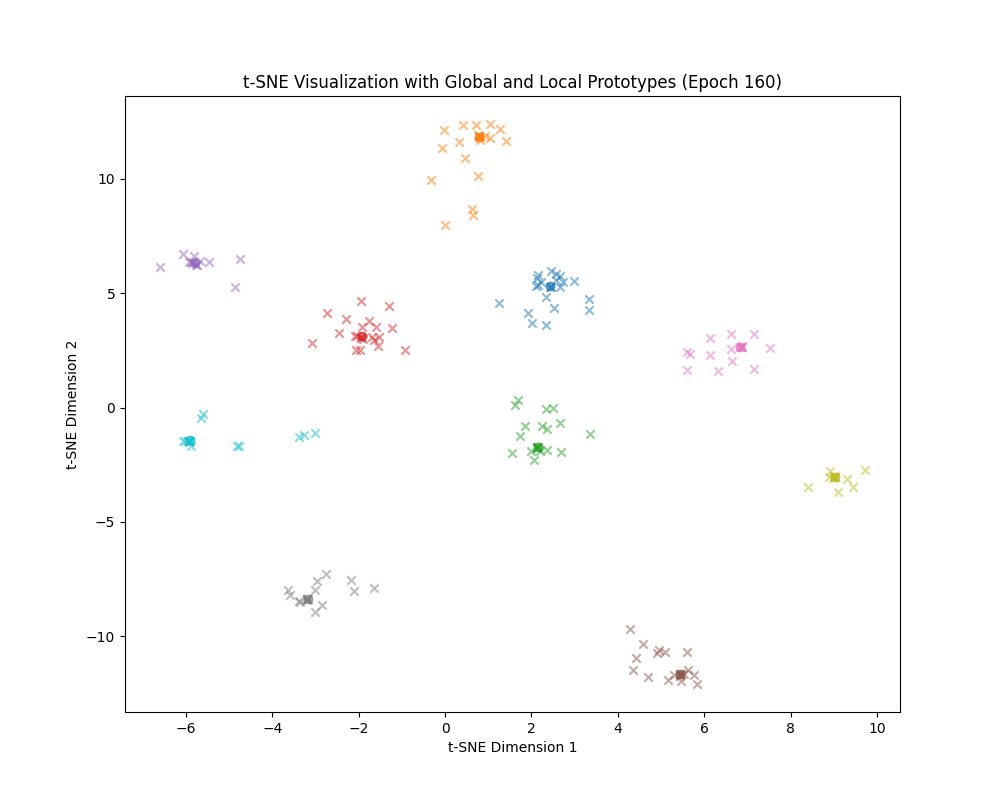 t-SNE Visualization with Global and Local Prototypes (Epoch 160)
10
5
0
−5
−10
t-SNE Dimension 2
−6 −4 −2 0 2 4 6 8 10
t-SNE Dimension 1